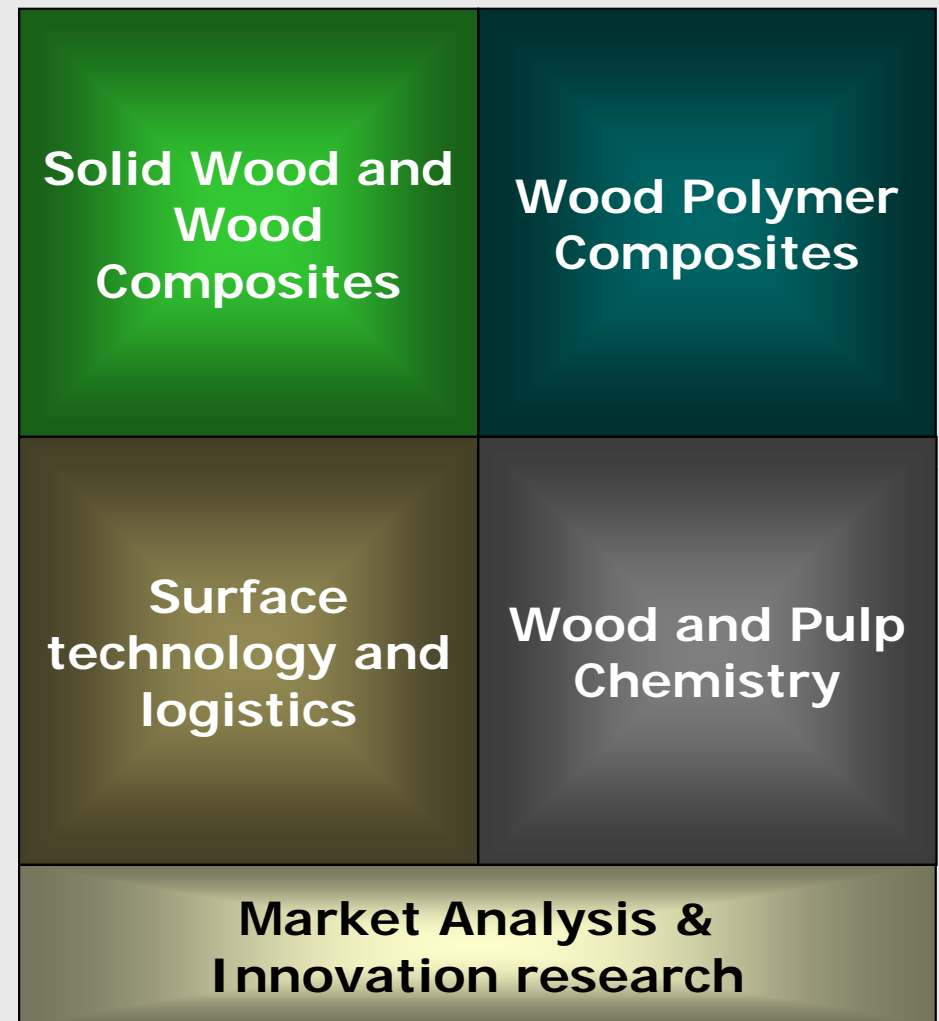 Solid Wood and
Wood
Composites
Wood Polymer
Composites
Surface
technology and
logistics
Wood and Pulp
Chemistry
Market Analysis &
Innovation research